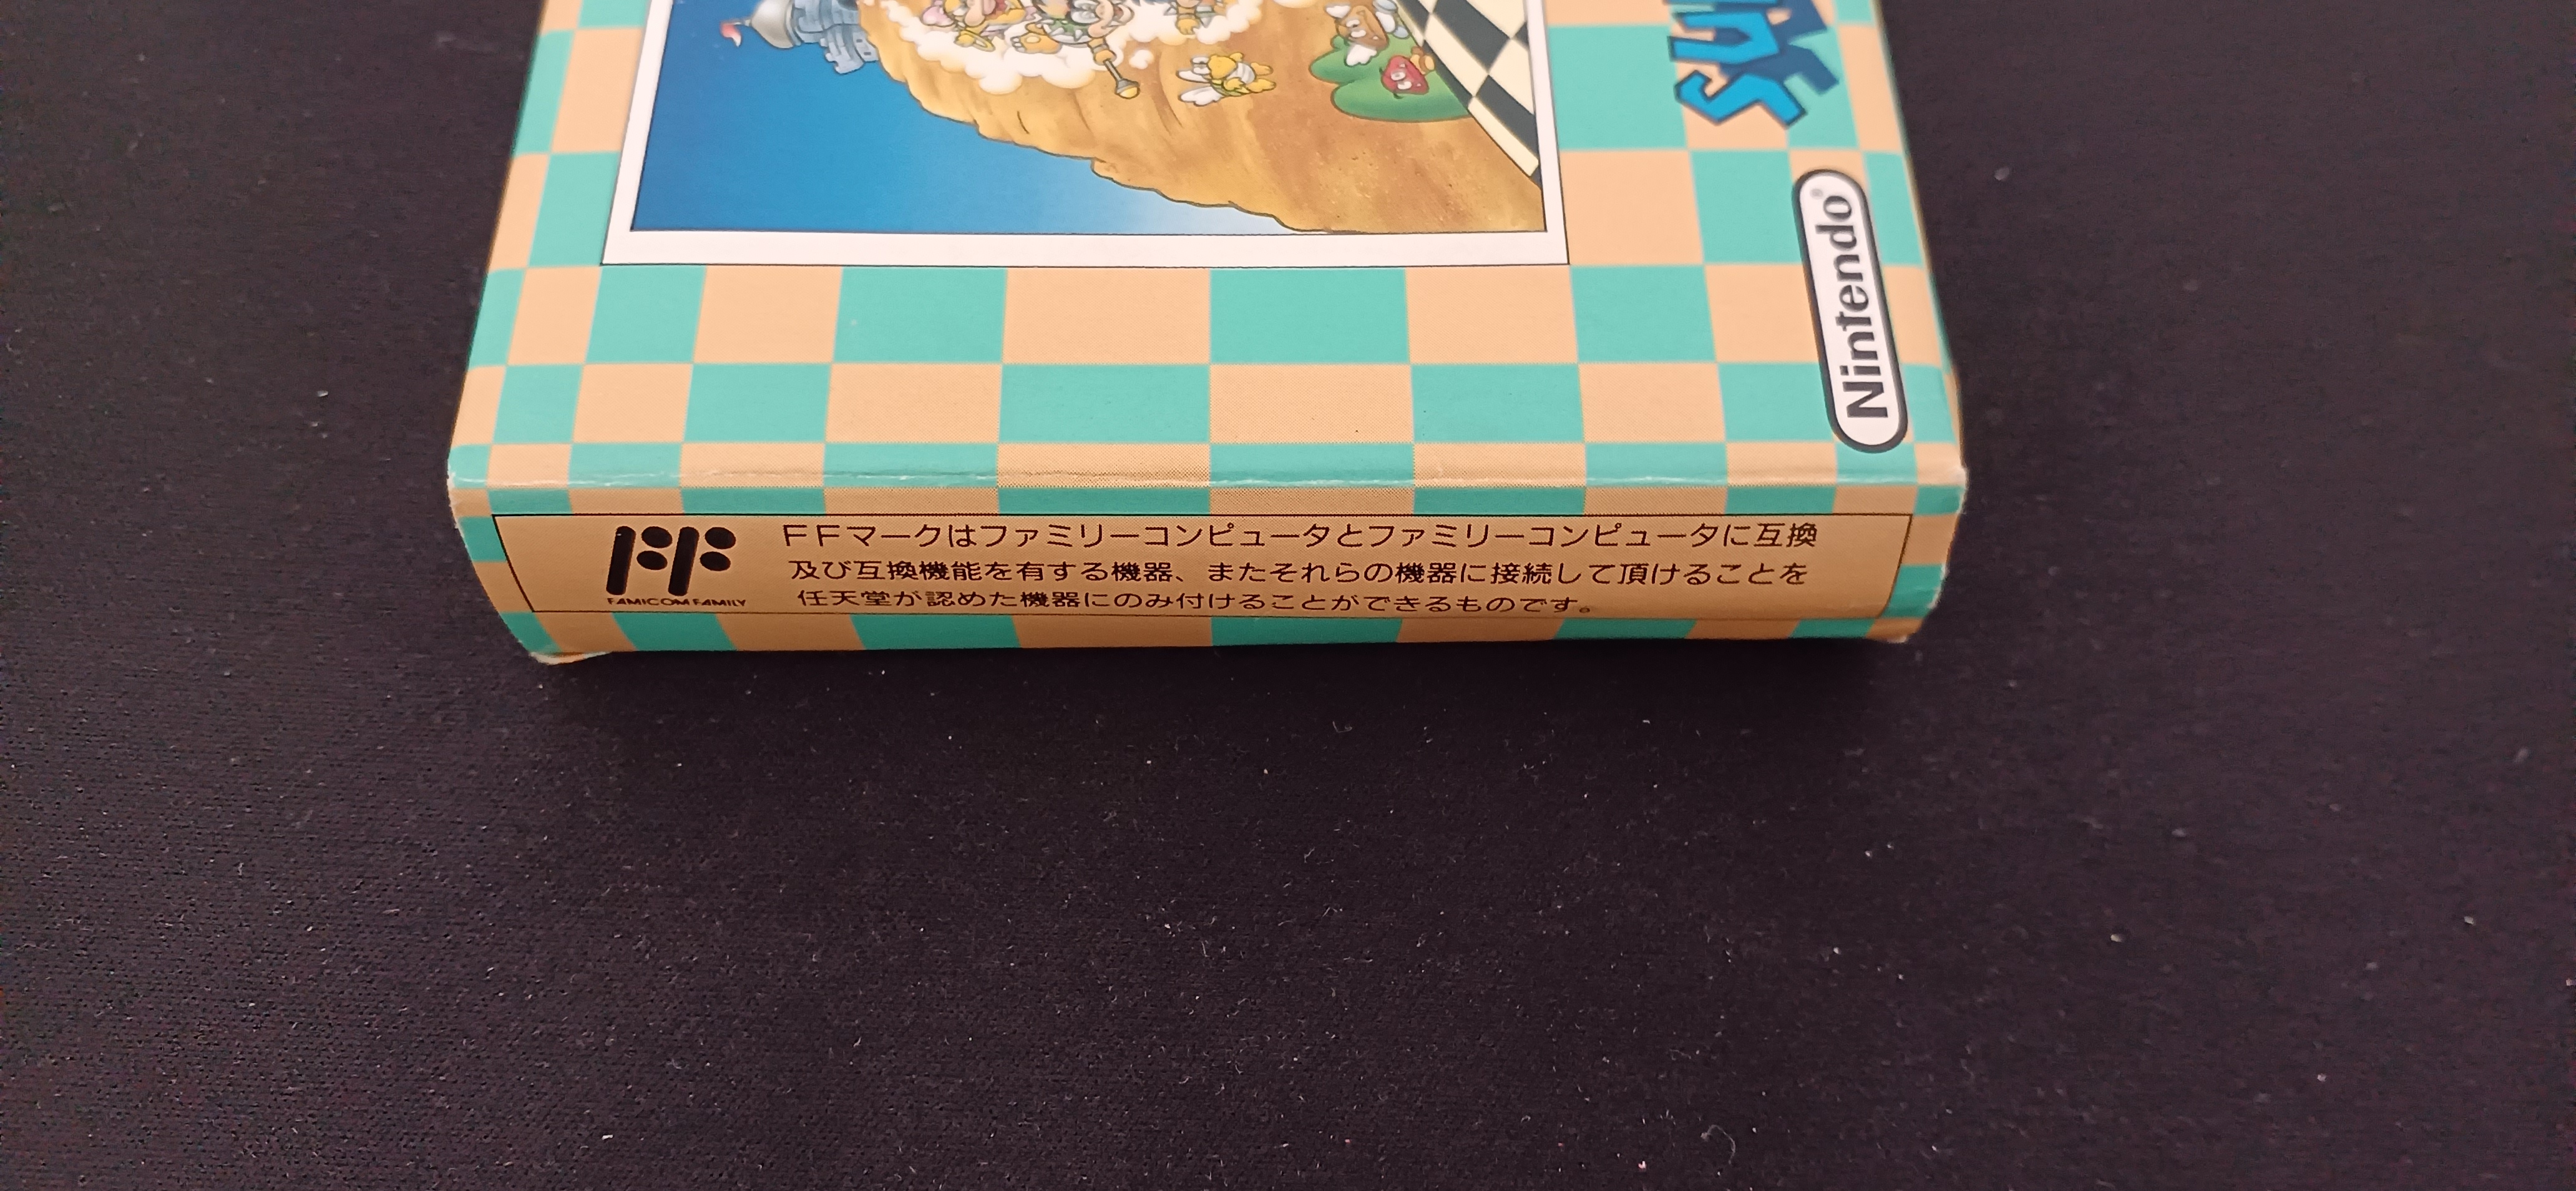 Nintendo®
FF
FAMICOM FAMILY
FFマークはファミリーコンピュータとファミリーコンピュータに互換
及び互換機能を有する機器、またそれらの機器に接続して頂けることを
任天堂が認めた機器にのみ付けることができるものです。